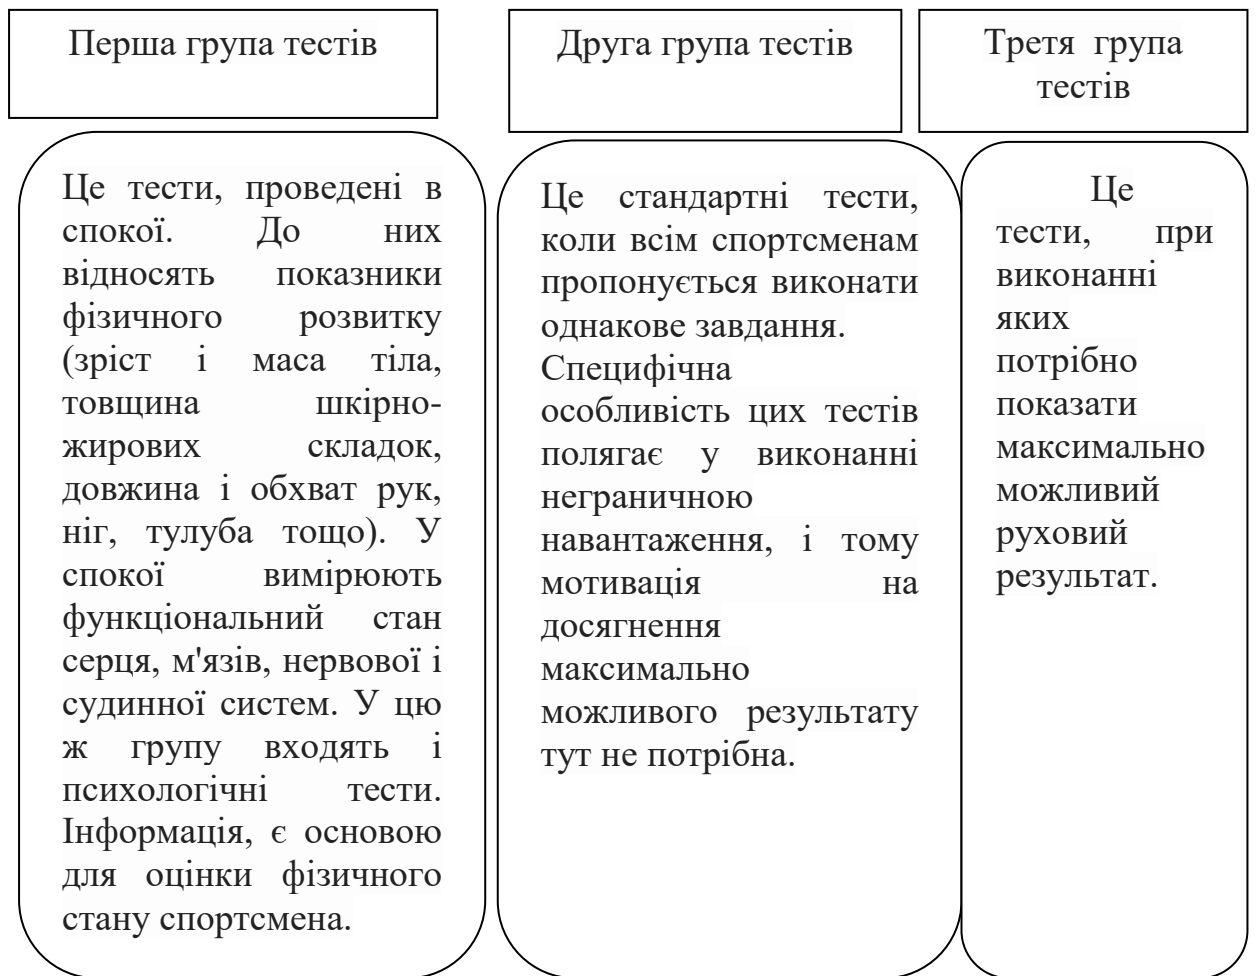 Перша група тестів
Друга група тестів
Третя група
тестів
Це тести, проведені в
спокої. До них
відносять показники
фізичного розвитку
(зріст і маса тіла,
товщина шкірно-
жирових складок,
довжина і обхват рук,
ніг, тулуба тощо). У
спокої вимірюють
функціональний стан
серця, м'язів, нервової і
судинної систем. У цю
ж групу входять і
психологічні тести.
Інформація, є основою
для оцінки фізичного
стану спортсмена.
Це стандартні тести,
коли всім спортсменам
пропонується виконати
однакове завдання.
Специфічна
особливість цих тестів
полягає у виконанні
неграничною
навантаження, і тому
мотивація на
досягнення
максимально
можливого результату
тут не потрібна.
Це
тести, при
виконанні
яких
потрібно
показати
максимально
можливий
руховий
результат.